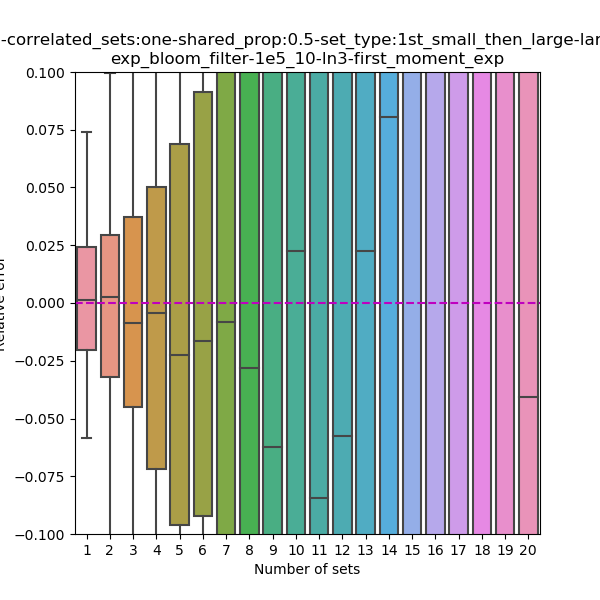 -correlated_sets:one-shared_prop:0.5-set_type:1st_small_then_large-lar
exp_bloom_filter-1e5_10-ln3-first_moment_exp
0.100
0.075
0.050
0.025
0.000
−0.025
−0.050
−0.075
−0.100
Relative error
1 2 3 4 5 6 7 8 9 10 11 12 13 14 15 16 17 18 19 20
Number of sets